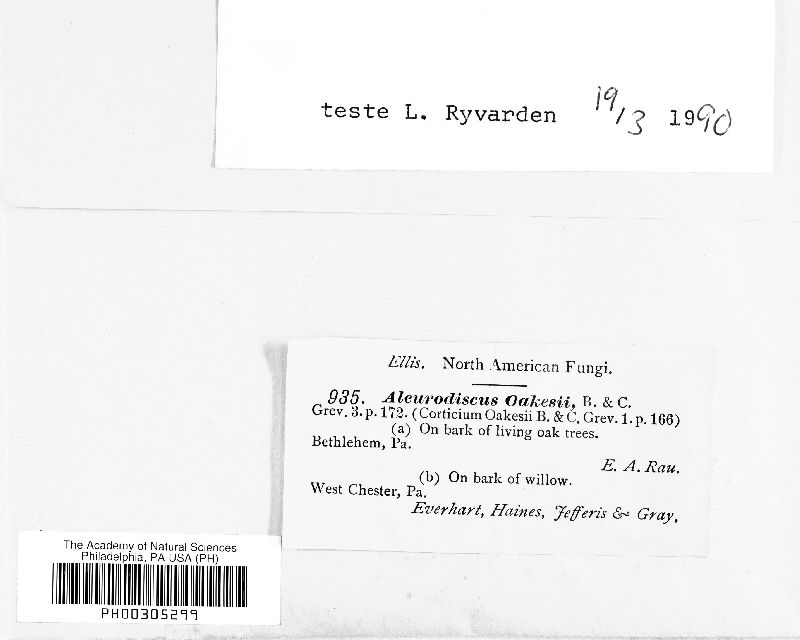 teste L. Ryvarden 19/3 1990
Ellis. North American Fungi.
935. Aleurodiscus Oakesii, B. & C.
Grev. 3. p. 172. (Corticium Oakesii B. & C. Grev. 1. p. 166)
(a) On bark of living oak trees.
Bethlehem, Pa.
E. A. Rau.
(b) On bark of willow.
West Chester, Pa.
Everhart, Haines, Jefferis & Gray.
The Academy of Natural Sciences
Philadelphia, PA USA (PH)
PH00305299